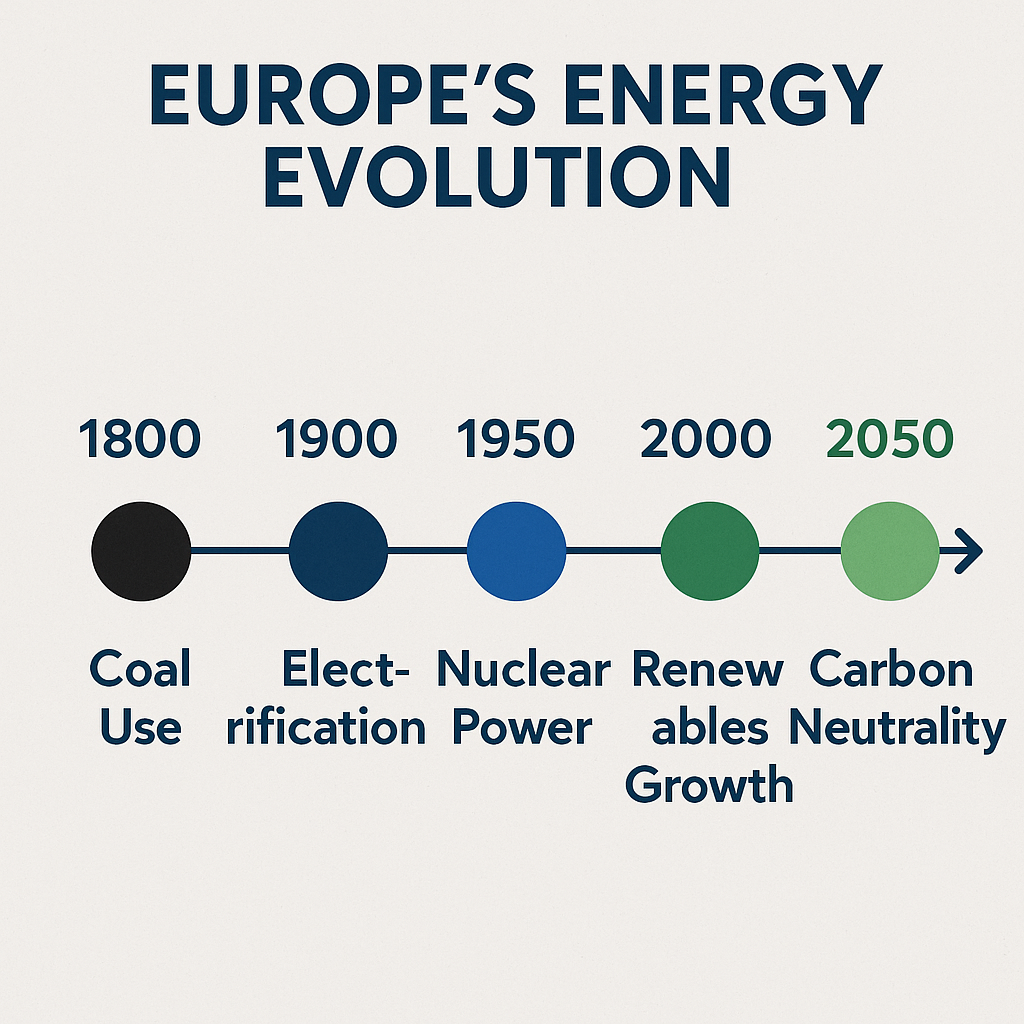 EUROPE’S ENERGY
EVOLUTION
1800 1900 1950 2000 2050
Coal
Use
Elect-
rification
Nuclear
Power
Renew
ables
Growth
Carbon
Neutrality